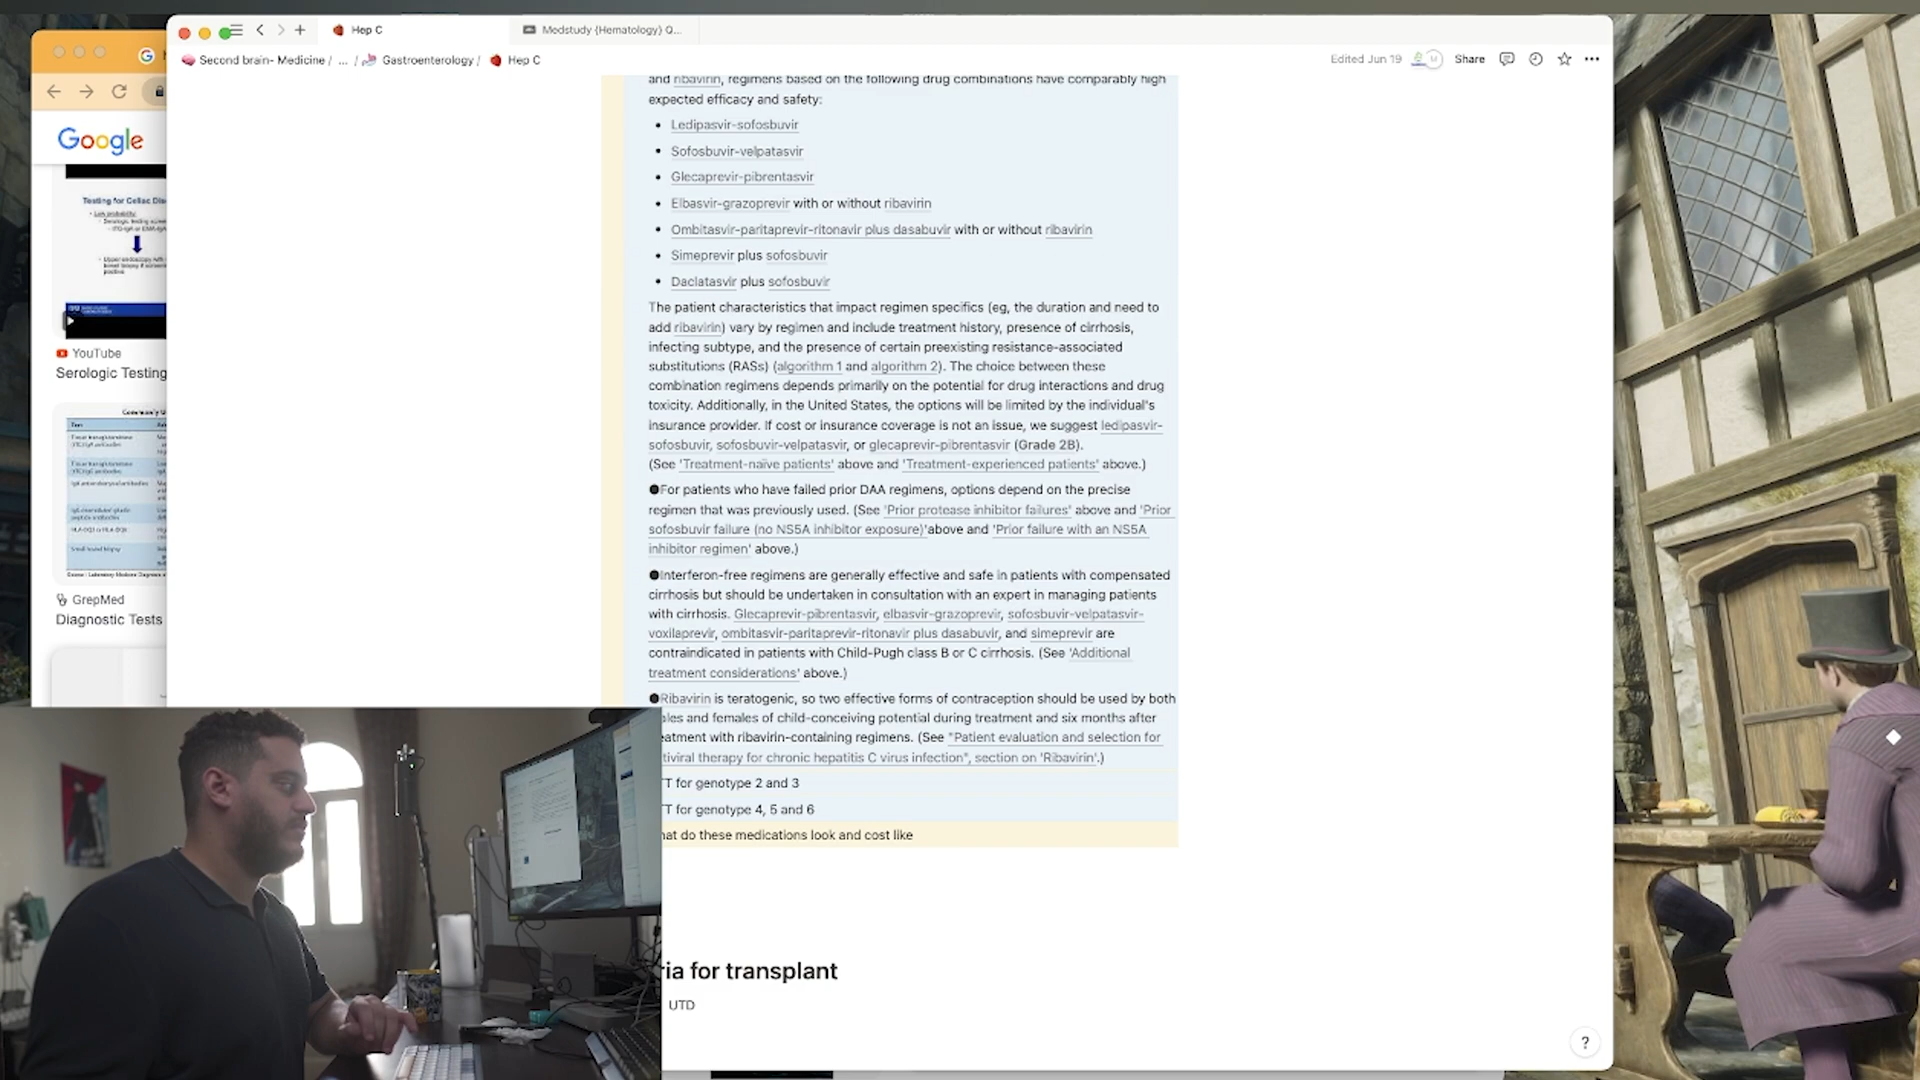 Hep C
Medstudy {Hematology} Q...
Second brain- Medicine / ... / Gastroenterology / Hep C
Edited Jun 19
Share
Google
Testing for Celiac Dis
YouTube
Serologic Testing
GrepMed
Diagnostic Tests
and ribavirin, regimens based on the following drug combinations have comparably high
expected efficacy and safety:
• Ledipasvir-sofosbuvir
• Sofosbuvir-velpatasvir
• Glecaprevir-pibrentasvir
• Elbasvir-grazoprevir with or without ribavirin
• Ombitasvir-paritaprevir-ritonavir plus dasabuvir with or without ribavirin
• Simeprevir plus sofosbuvir
• Daclatasvir plus sofosbuvir
The patient characteristics that impact regimen specifics (eg, the duration and need to
add ribavirin) vary by regimen and include treatment history, presence of cirrhosis,
infecting subtype, and the presence of certain preexisting resistance-associated
substitutions (RASs) (algorithm 1 and algorithm 2). The choice between these
combination regimens depends primarily on the potential for drug interactions and drug
toxicity. Additionally, in the United States, the options will be limited by the individual's
insurance provider. If cost or insurance coverage is not an issue, we suggest ledipasvir-
sofosbuvir, sofosbuvir-velpatasvir, or glecaprevir-pibrentasvir (Grade 2B).
(See 'Treatment-naïve patients' above and 'Treatment-experienced patients' above.)
●For patients who have failed prior DAA regimens, options depend on the precise
regimen that was previously used. (See 'Prior protease inhibitor failures' above and 'Prior
sofosbuvir failure (no NS5A inhibitor exposure)'above and 'Prior failure with an NS5A
inhibitor regimen' above.)
●Interferon-free regimens are generally effective and safe in patients with compensated
cirrhosis but should be undertaken in consultation with an expert in managing patients
with cirrhosis. Glecaprevir-pibrentasvir, elbasvir-grazoprevir, sofosbuvir-velpatasvir-
voxilaprevir, ombitasvir-paritaprevir-ritonavir plus dasabuvir, and simeprevir are
contraindicated in patients with Child-Pugh class B or C cirrhosis. (See 'Additional
treatment considerations' above.)
●Ribavirin is teratogenic, so two effective forms of contraception should be used by both
ales and females of child-conceiving potential during treatment and six months after
eatment with ribavirin-containing regimens. (See "Patient evaluation and selection for
tiviral therapy for chronic hepatitis C virus infection", section on 'Ribavirin'.)
T for genotype 2 and 3
T for genotype 4, 5 and 6
hat do these medications look and cost like
ria for transplant
UTD
?